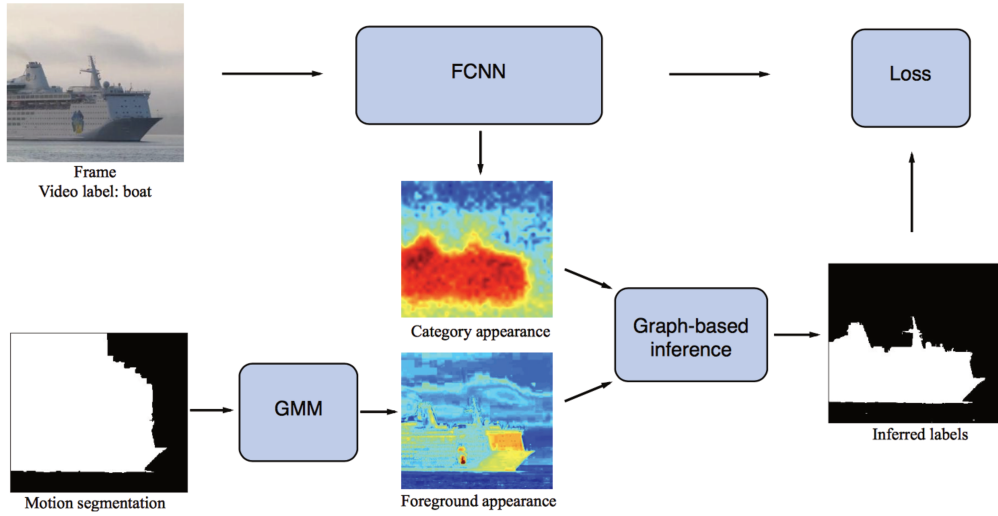 FCNN
Loss
Frame
Video label: boat
Category appearance
Graph-based
inference
GMM
Inferred labels
Motion segmentation
Foreground appearance